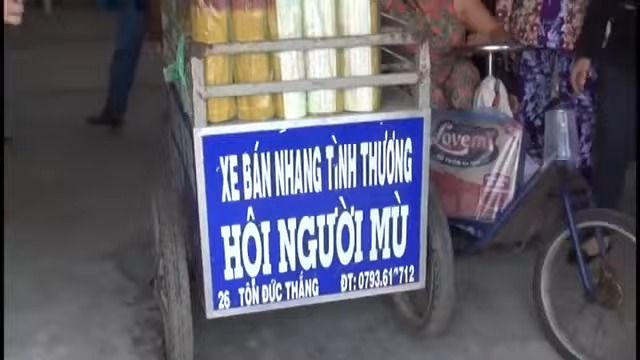 XE BÁN NHANG TÌNH THƯƠNG
HÔI NGƯỜI MÙ
26 TÔN ĐỨC THẮNG ĐT:
Lovemi